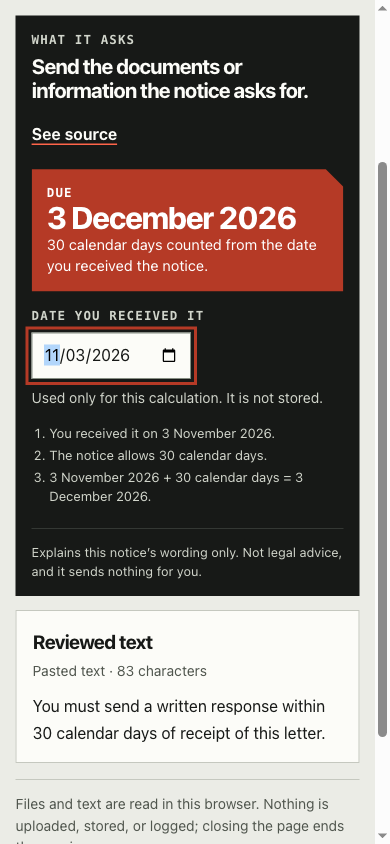 WHAT IT ASKS
Send the documents or
information the notice asks for.
See source
DUE
3 December 2026
30 calendar days counted from the date
you received the notice.
DATE YOU RECEIVED IT
11/03/2026
Used only for this calculation. It is not stored.
1. You received it on 3 November 2026.
2. The notice allows 30 calendar days.
3. 3 November 2026 + 30 calendar days = 3
December 2026.
Explains this notice's wording only. Not legal advice,
and it sends nothing for you.
Reviewed text
Pasted text · 83 characters
You must send a written response within
30 calendar days of receipt of this letter.
Files and text are read in this browser. Nothing is
uploaded, stored, or logged; closing the page ends